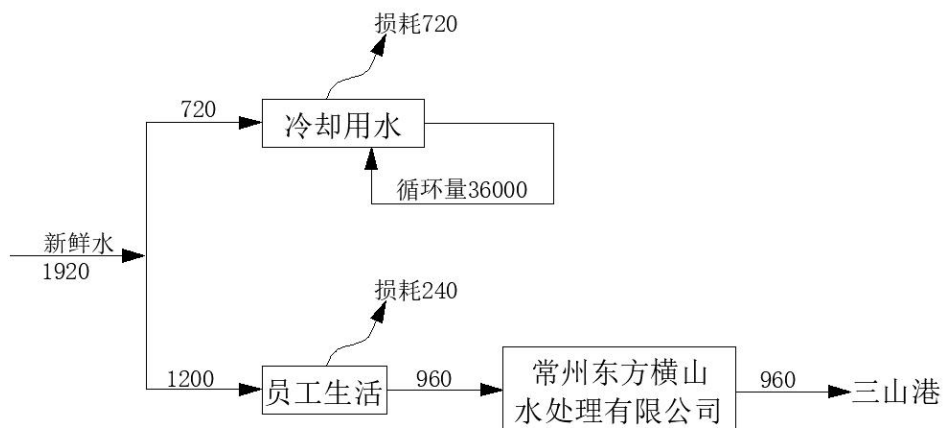 损耗720
720
冷却用水
循环量36000
新鲜水
1920
损耗240
1200
员工生活
960
常州东方横山
水处理有限公司
960
三山港